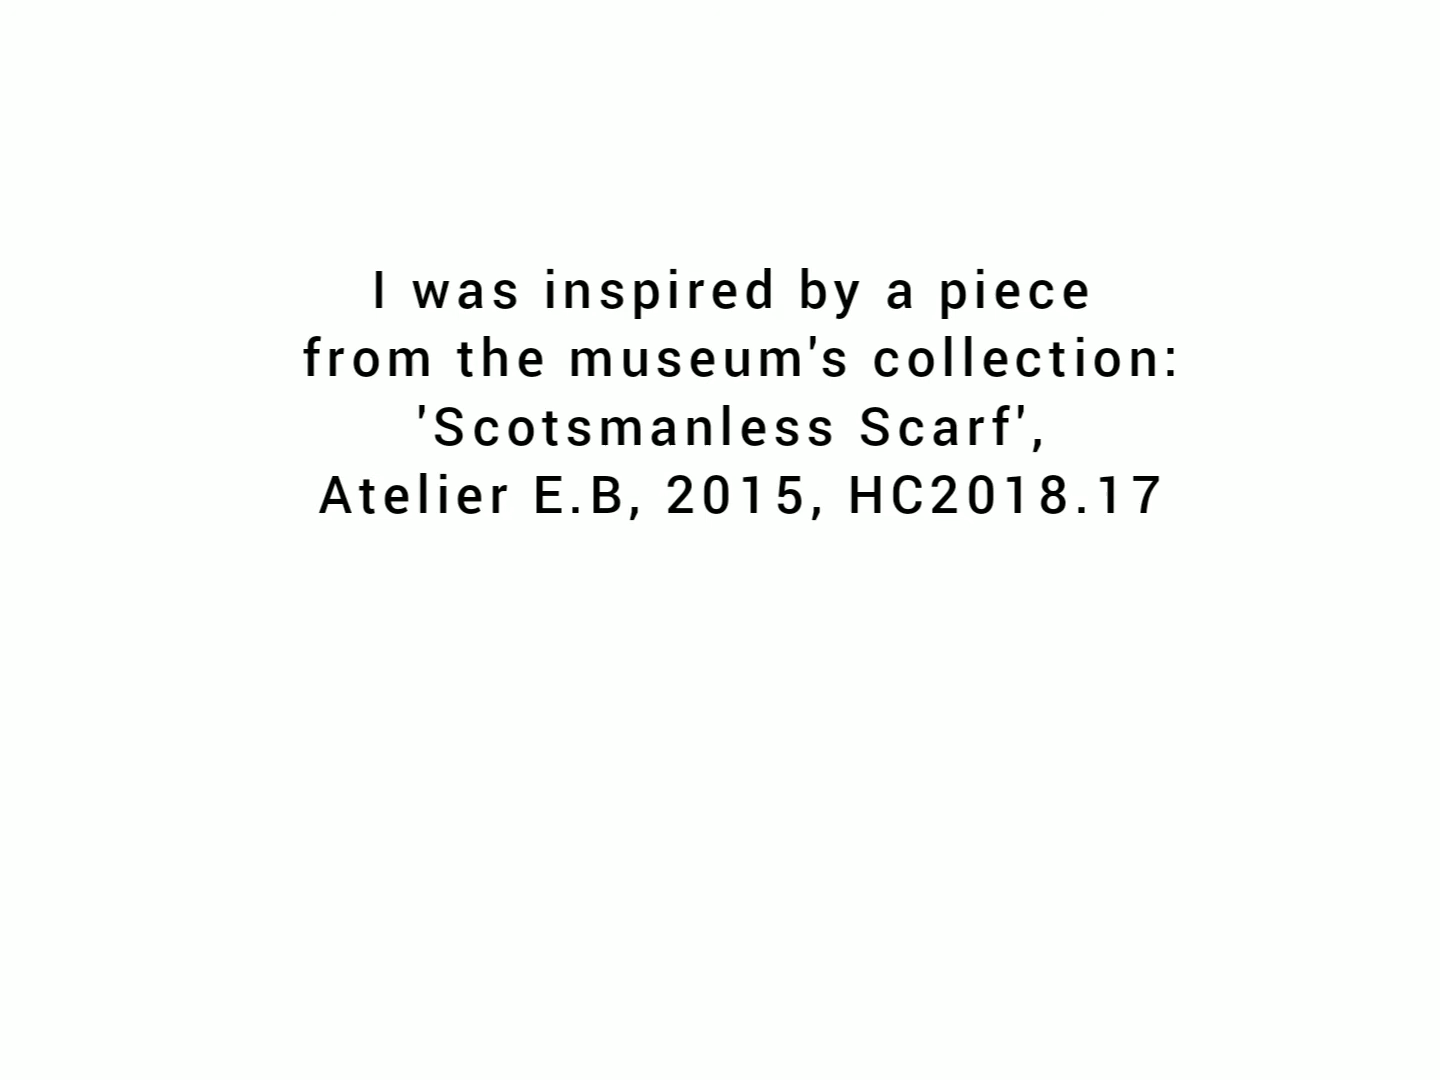 I was inspired by a piece
from the museum's collection:
'Scotsmanless Scarf',
Atelier E.B, 2015, HC2018.17